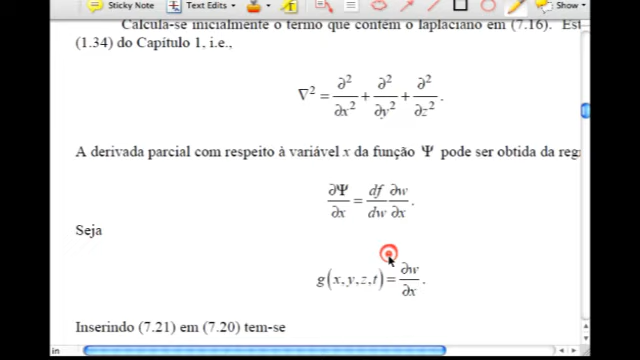 Sticky Note Text Edits Show
Calcula-se inicialmente o termo que contém o laplaciano em (7.16). Est
(1.34) do Capítulo 1, i.e.,
∇² = ∂²/∂x² + ∂²/∂y² + ∂²/∂z² .
A derivada parcial com respeito à variável x da função Ψ pode ser obtida da regr
∂Ψ/∂x = df/dw ∂w/∂x .
Seja
g(x,y,z,t) = ∂w/∂x .
Inserindo (7.21) em (7.20) tem-se
in